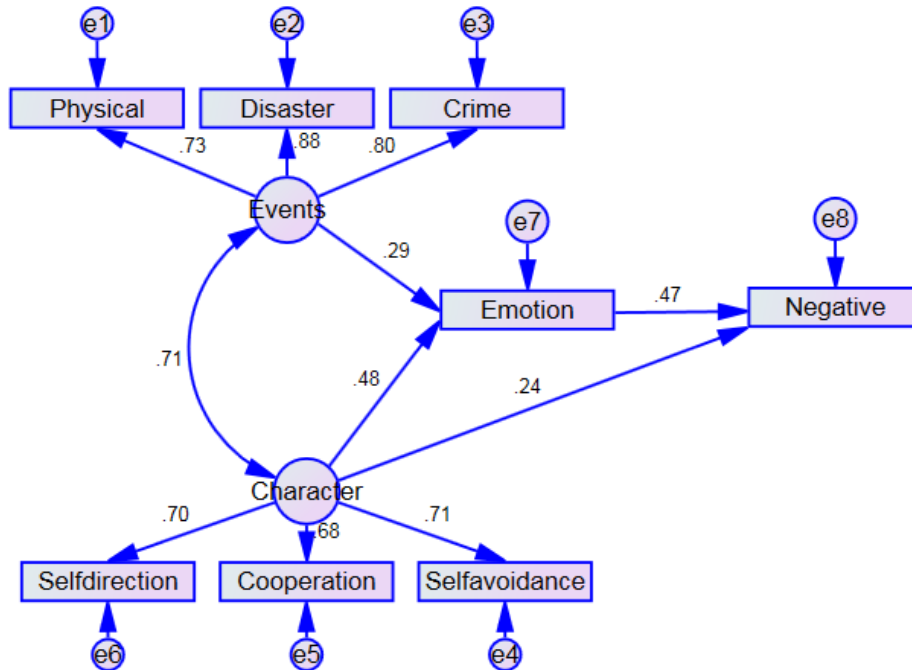 e1
e2
e3
Physical
Disaster
Crime
.73
.88
.80
Events
e7
e8
.29
Emotion
.47
Negative
.71
.48
.24
Character
.70
.68
.71
Selfdirection
Cooperation
Selfavoidance
e6
e5
e4